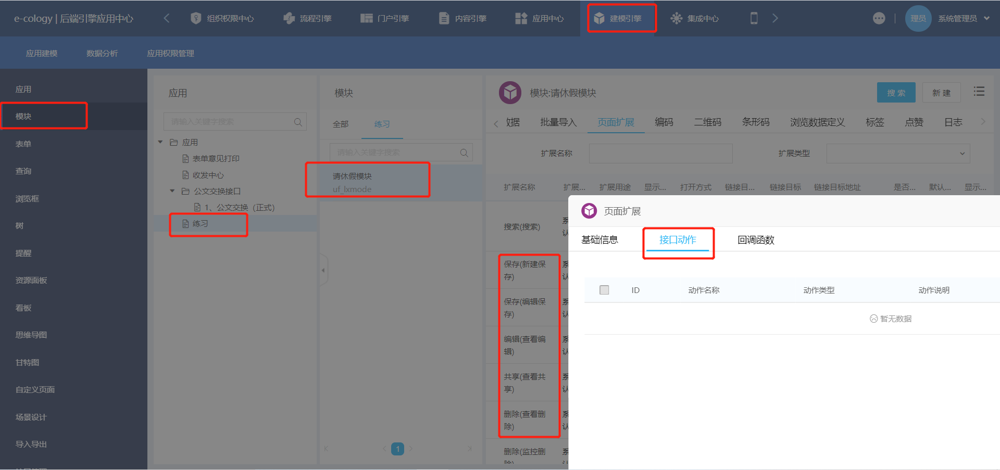 e-cology | 后端引擎应用中心
组织权限中心
流程引擎
门户引擎
内容引擎
应用中心
建模引擎
集成中心
理员
系统管理员
应用建模
数据分析
应用权限管理
应用
模块
表单
查询
浏览框
树
提醒
资源面板
看板
思维导图
甘特图
自定义页面
场景设计
导入导出
应用
请输入关键字搜索
应用
表单意见打印
收发中心
公文交换接口
1、公文交换（正式）
练习
模块
全部
练习
请输入关键字搜索
请休假模块
uf_lxmode
1
模块:请休假模块
搜 索
新 建
数据
批量导入
页面扩展
编码
二维码
条形码
浏览数据定义
标签
点赞
日志
扩展名称
扩展类型
扩展名称
扩展...
扩展用途
显示...
打开方式
链接目...
链接目标
链接目标地址
是否...
默认...
显示...
搜索(搜索)
保存(新建保
存)
保存(编辑保
存)
编辑(查看编
辑)
共享(查看共
享)
删除(查看删
除)
删除(监控删
页面扩展
基础信息
接口动作
回调函数
ID
动作名称
动作类型
动作说明
暂无数据